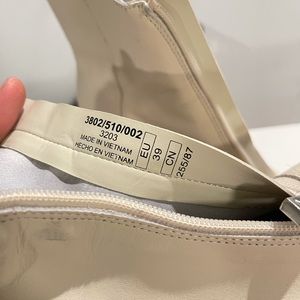 3802/510/002
3203
MADE IN VIETNAM
HECHO EN VIETNAM
EU
39
CN
255/87